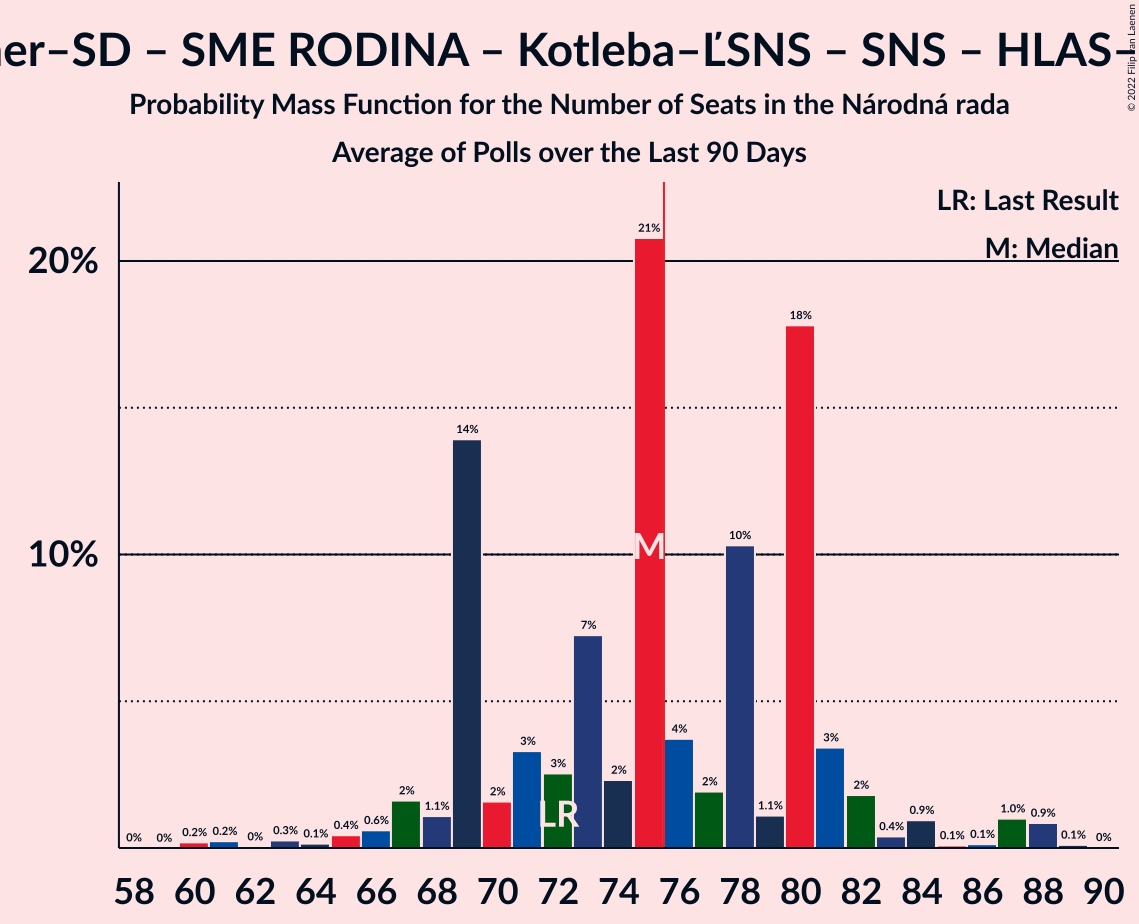 er–SD – SME RODINA – Kotleba–ĽSNS – SNS – HLAS–
© 2022 Filip van Laenen
Probability Mass Function for the Number of Seats in the Národná rada
Average of Polls over the Last 90 Days
LR: Last Result
M: Median
20%
10%
0% 0% 0.2% 0.2% 0% 0.3% 0.1% 0.4% 0.6% 2% 1.1% 14% 2% 3% 3% 7% 2% 21% 4% 2% 10% 1.1% 18% 3% 2% 0.4% 0.9% 0.1% 0.1% 1.0% 0.9% 0.1% 0%
M
LR
58 60 62 64 66 68 70 72 74 76 78 80 82 84 86 88 90